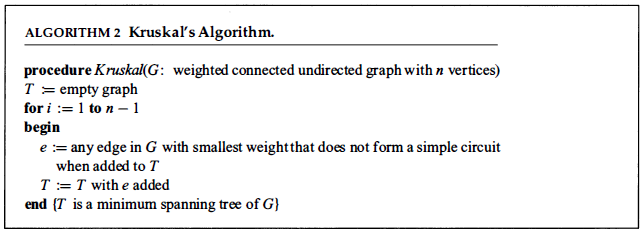 ALGORITHM 2 Kruskal's Algorithm.
procedure Kruskal(G: weighted connected undirected graph with n vertices)
T := empty graph
for i := 1 to n − 1
begin
e := any edge in G with smallest weight that does not form a simple circuit
when added to T
T := T with e added
end {T is a minimum spanning tree of G}